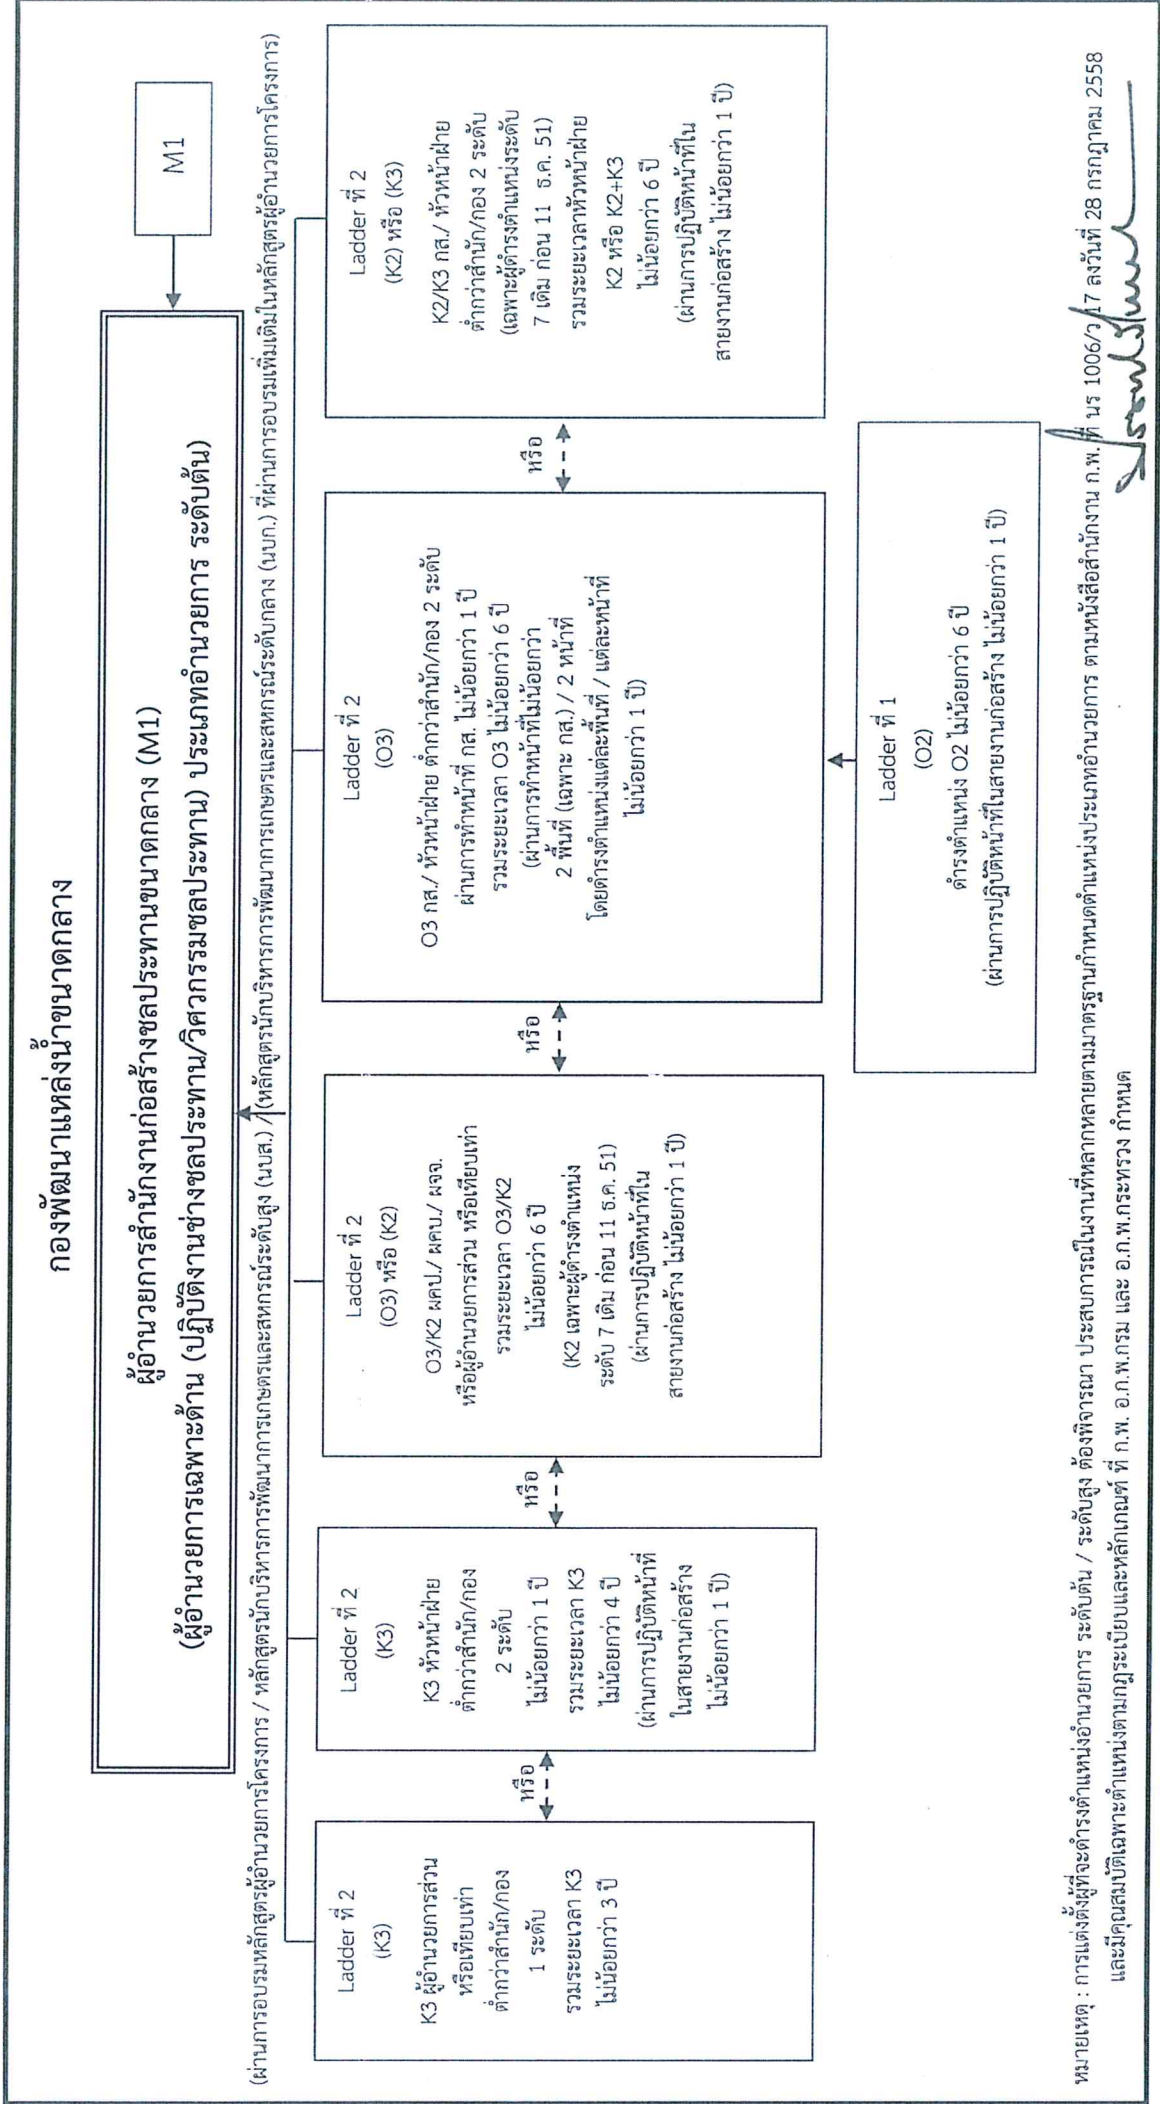 กองพัฒนาแหล่งน้ำขนาดกลาง
ผู้อำนวยการสำนักงานก่อสร้างชลประทานขนาดกลาง (M1)
(ผู้อำนวยการเฉพาะด้าน (ปฏิบัติงานช่างชลประทาน/วิศวกรรมชลประทาน) ประเภทอำนวยการ ระดับต้น)
M1
(ผ่านการอบรมหลักสูตรผู้อำนวยการโครงการ / หลักสูตรนักบริหารการพัฒนาการเกษตรและสหกรณ์ระดับสูง (นบส.) / (หลักสูตรนักบริหารการพัฒนาการเกษตรและสหกรณ์ระดับกลาง (นบก.) ที่ผ่านการอบรมเพิ่มเติมในหลักสูตรผู้อำนวยการโครงการ)
Ladder ที่ 2
(K3)
K3 ผู้อำนวยการส่วน
หรือเทียบเท่า
ต่ำกว่าสำนัก/กอง
1 ระดับ
รวมระยะเวลา K3
ไม่น้อยกว่า 3 ปี
หรือ
Ladder ที่ 2
(K3)
K3 หัวหน้าฝ่าย
ต่ำกว่าสำนัก/กอง
2 ระดับ
ไม่น้อยกว่า 1 ปี
รวมระยะเวลา K3
ไม่น้อยกว่า 4 ปี
(ผ่านการปฏิบัติหน้าที่
ในสายงานก่อสร้าง
ไม่น้อยกว่า 1 ปี)
หรือ
Ladder ที่ 2
(O3) หรือ (K2)
O3/K2 ผคป./ ผคบ./ ผจจ.
หรือผู้อำนวยการส่วน หรือเทียบเท่า
รวมระยะเวลา O3/K2
ไม่น้อยกว่า 6 ปี
(K2 เฉพาะผู้ดำรงตำแหน่ง
ระดับ 7 เดิม ก่อน 11 ธ.ค. 51)
(ผ่านการปฏิบัติหน้าที่ใน
สายงานก่อสร้าง ไม่น้อยกว่า 1 ปี)
หรือ
Ladder ที่ 2
(O3)
O3 กส./ หัวหน้าฝ่าย ต่ำกว่าสำนัก/กอง 2 ระดับ
ผ่านการทำหน้าที่ กส. ไม่น้อยกว่า 1 ปี
รวมระยะเวลา O3 ไม่น้อยกว่า 6 ปี
(ผ่านการทำหน้าที่ไม่น้อยกว่า
2 พื้นที่ (เฉพาะ กส.) / 2 หน้าที่
โดยดำรงตำแหน่งแต่ละพื้นที่ / แต่ละหน้าที่
ไม่น้อยกว่า 1 ปี)
หรือ
Ladder ที่ 2
(K2) หรือ (K3)
K2/K3 กส./ หัวหน้าฝ่าย
ต่ำกว่าสำนัก/กอง 2 ระดับ
(เฉพาะผู้ดำรงตำแหน่งระดับ
7 เดิม ก่อน 11 ธ.ค. 51)
รวมระยะเวลาหัวหน้าฝ่าย
K2 หรือ K2+K3
ไม่น้อยกว่า 6 ปี
(ผ่านการปฏิบัติหน้าที่ใน
สายงานก่อสร้าง ไม่น้อยกว่า 1 ปี)
Ladder ที่ 1
(O2)
ดำรงตำแหน่ง O2 ไม่น้อยกว่า 6 ปี
(ผ่านการปฏิบัติหน้าที่ในสายงานก่อสร้าง ไม่น้อยกว่า 1 ปี)
หมายเหตุ : การแต่งตั้งผู้ที่จะดำรงตำแหน่งอำนวยการ ระดับต้น / ระดับสูง ต้องพิจารณา ประสบการณ์ในงานที่หลากหลายตามมาตรฐานกำหนดตำแหน่งประเภทอำนวยการ ตามหนังสือสำนักงาน ก.พ. ที่ นร 1006/ว 17 ลงวันที่ 28 กรกฎาคม 2558
และมีคุณสมบัติเฉพาะตำแหน่งตามกฎระเบียบและหลักเกณฑ์ ที่ ก.พ. อ.ก.พ.กรม และ อ.ก.พ.กระทรวง กำหนด